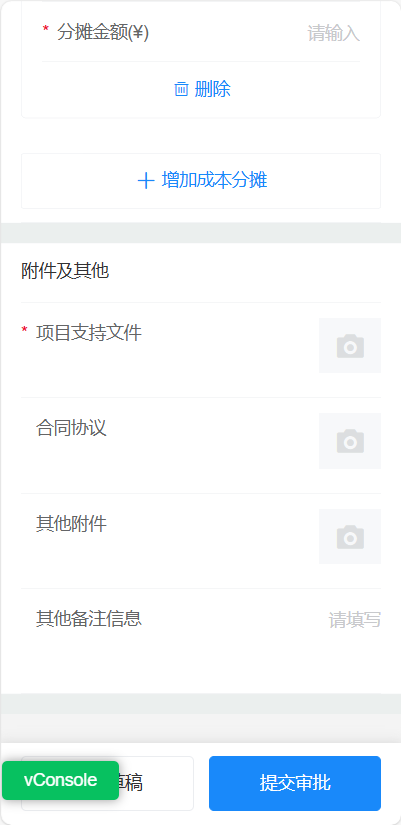 * 分摊金额(¥) 请输入
删除
+ 增加成本分摊
附件及其他
* 项目支持文件
合同协议
其他附件
其他备注信息 请填写
vConsole 草稿 提交审批